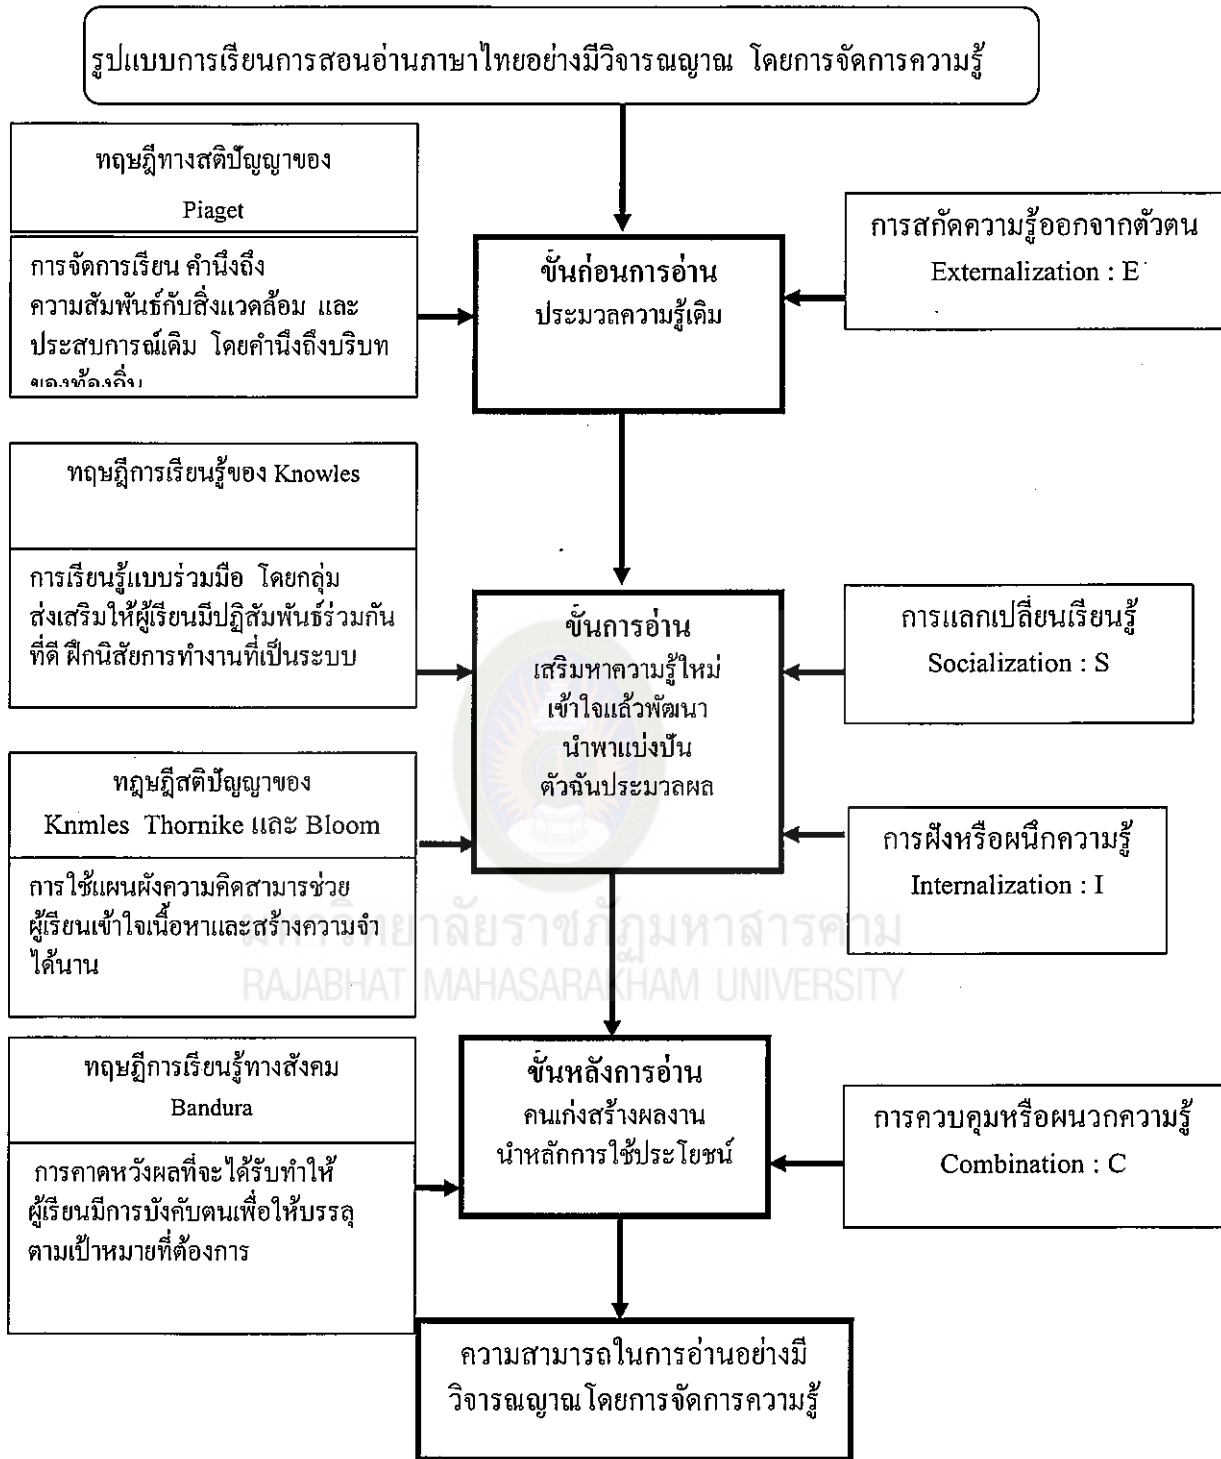 รูปแบบการเรียนการสอนอ่านภาษาไทยอย่างมีวิจารณญาณ โดยการจัดการความรู้
ทฤษฎีทางสติปัญญาของ
Piaget
การจัดการเรียน คำนึงถึง
ความสัมพันธ์กับสิ่งแวดล้อม และ
ประสบการณ์เดิม โดยคำนึงถึงบริบท
ของท้องถิ่น
ขั้นก่อนการอ่าน
ประมวลความรู้เดิม
การสกัดความรู้ออกจากตัวตน
Externalization : E
ทฤษฎีการเรียนรู้ของ Knowles
การเรียนรู้แบบร่วมมือ โดยกลุ่ม
ส่งเสริมให้ผู้เรียนมีปฏิสัมพันธ์ร่วมกัน
ที่ดี ฝึกนิสัยการทำงานที่เป็นระบบ
ขั้นการอ่าน
เสริมหาความรู้ใหม่
เข้าใจแล้วพัฒนา
นำพาแบ่งปัน
ตัวฉันประมวลผล
การแลกเปลี่ยนเรียนรู้
Socialization : S
ทฎษฎีสติปัญญาของ
Knmles Thornike และ Bloom
การใช้แผนผังความคิดสามารช่วย
ผู้เรียนเข้าใจเนื้อหาและสร้างความจำ
ได้นาน
การฝังหรือผนึกความรู้
Internalization : I
มหาวิทยาลัยราชภัฏมหาสารคาม
RAJABHAT MAHASARAKHAM UNIVERSITY
ทฤษฎีการเรียนรู้ทางสังคม
Bandura
การคาดหวังผลที่จะได้รับทำให้
ผู้เรียนมีการบังคับตนเพื่อให้บรรลุ
ตามเป้าหมายที่ต้องการ
ขั้นหลังการอ่าน
คนเก่งสร้างผลงาน
นำหลักการใช้ประโยชน์
การควบคุมหรือผนวกความรู้
Combination : C
ความสามารถในการอ่านอย่างมี
วิจารณญาณโดยการจัดการความรู้